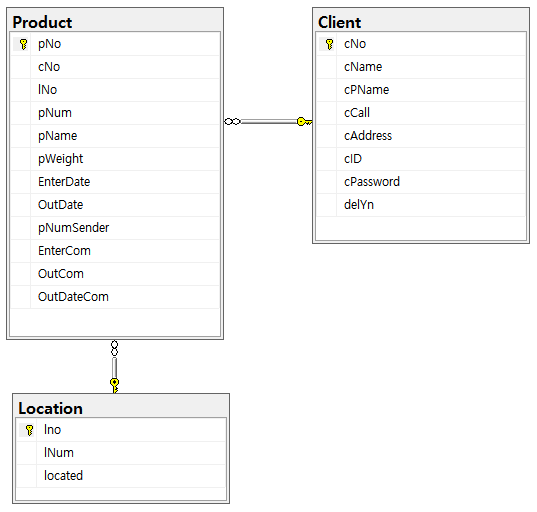 Product
pNo
cNo
lNo
pNum
pName
pWeight
EnterDate
OutDate
pNumSender
EnterCom
OutCom
OutDateCom
Client
cNo
cName
cPName
cCall
cAddress
cID
cPassword
delYn
Location
lno
lNum
located